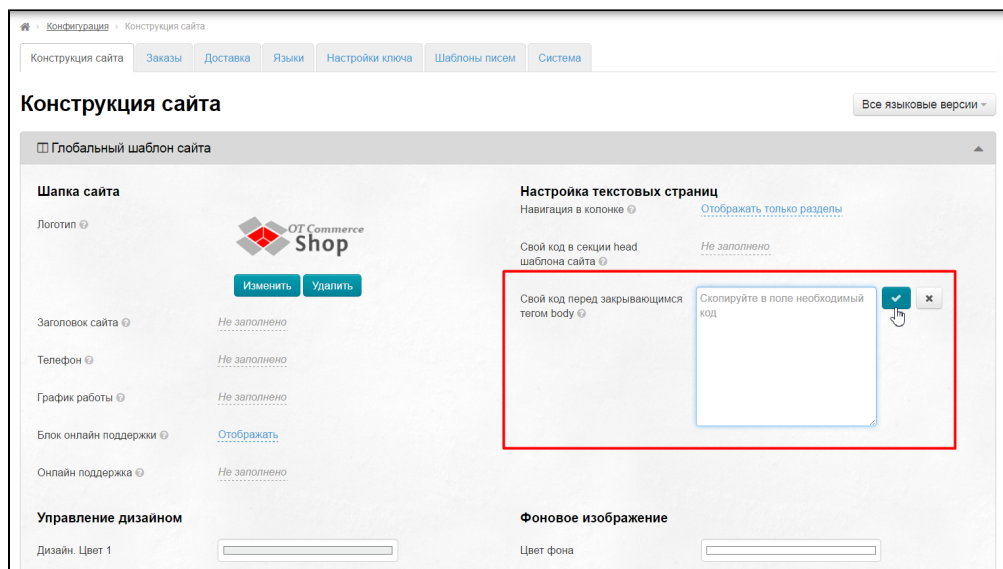 Конфигурация
Конструкция сайта
Конструкция сайта
Заказы
Доставка
Языки
Настройки ключа
Шаблоны писем
Система
Конструкция сайта
Все языковые версии
Глобальный шаблон сайта
Шапка сайта
Логотип
OT Commerce
Shop
Изменить
Удалить
Заголовок сайта
Не заполнено
Телефон
Не заполнено
График работы
Не заполнено
Блок онлайн поддержки
Отображать
Онлайн поддержка
Не заполнено
Настройка текстовых страниц
Навигация в колонке
Отображать только разделы
Свой код в секции head
шаблона сайта
Не заполнено
Свой код перед закрывающимся
тегом body
Скопируйте в поле необходимый
код
Управление дизайном
Дизайн. Цвет 1
Фоновое изображение
Цвет фона